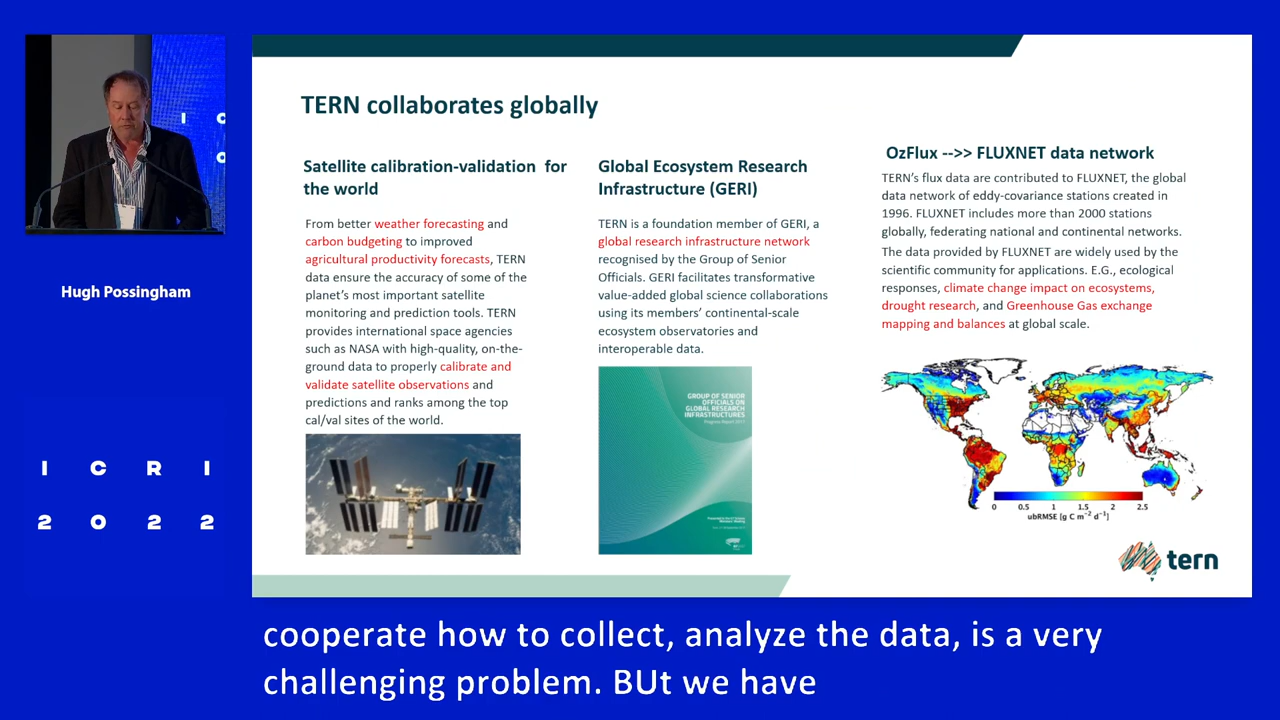 I C
O
Hugh Possingham
I C R I
2 0 2 2
TERN collaborates globally
Satellite calibration-validation for
the world
From better weather forecasting and
carbon budgeting to improved
agricultural productivity forecasts, TERN
data ensure the accuracy of some of the
planet's most important satellite
monitoring and prediction tools. TERN
provides international space agencies
such as NASA with high-quality, on-the-
ground data to properly calibrate and
validate satellite observations and
predictions and ranks among the top
cal/val sites of the world.
Global Ecosystem Research
Infrastructure (GERI)
TERN is a foundation member of GERI, a
global research infrastructure network
recognised by the Group of Senior
Officials. GERI facilitates transformative
value-added global science collaborations
using its members' continental-scale
ecosystem observatories and
interoperable data.
GROUP OF SENIOR
OFFICIALS ON
GLOBAL RESEARCH
INFRASTRUCTURES
Progress Report 2017
OzFlux -->> FLUXNET data network
TERN's flux data are contributed to FLUXNET, the global
data network of eddy-covariance stations created in
1996. FLUXNET includes more than 2000 stations
globally, federating national and continental networks.
The data provided by FLUXNET are widely used by the
scientific community for applications. E.G., ecological
responses, climate change impact on ecosystems,
drought research, and Greenhouse Gas exchange
mapping and balances at global scale.
0 0.5 1 1.5 2 2.5
ubRMSE [g C m⁻² d⁻¹]
tern
cooperate how to collect, analyze the data, is a very
challenging problem. BUt we have